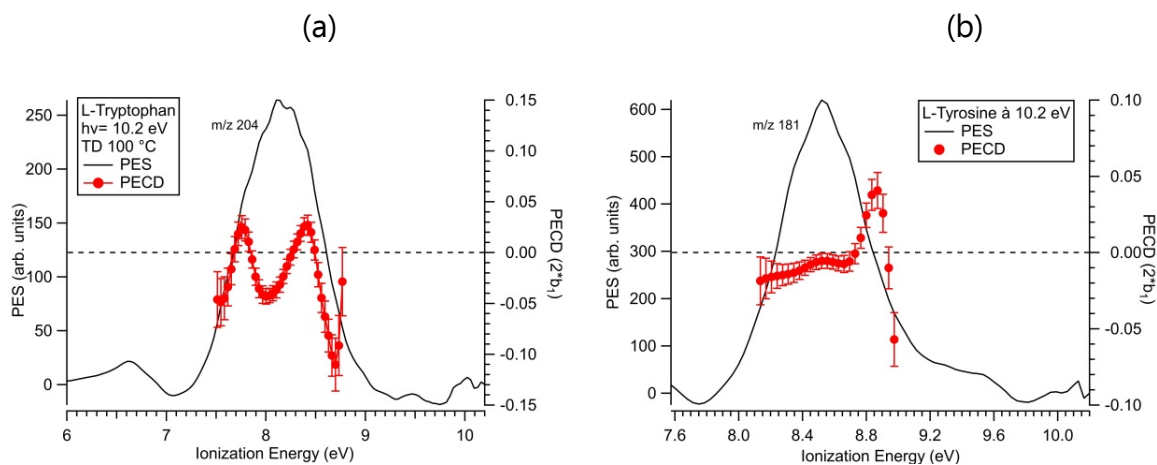 (a)
(b)
L-Tryptophan
hν= 10.2 eV
TD 100 °C
PES
PECD
m/z 204
PES (arb. units)
250
200
150
100
50
0
6
7
8
9
10
Ionization Energy (eV)
0.15
0.10
0.05
0.00
-0.05
-0.10
-0.15
PECD (2*b₁)
L-Tyrosine à 10.2 eV
PES
PECD
m/z 181
PES (arb. units)
600
500
400
300
200
100
0
7.6
8.0
8.4
8.8
9.2
9.6
10.0
Ionization Energy (eV)
0.10
0.05
0.00
-0.05
-0.10
PECD (2*b₁)